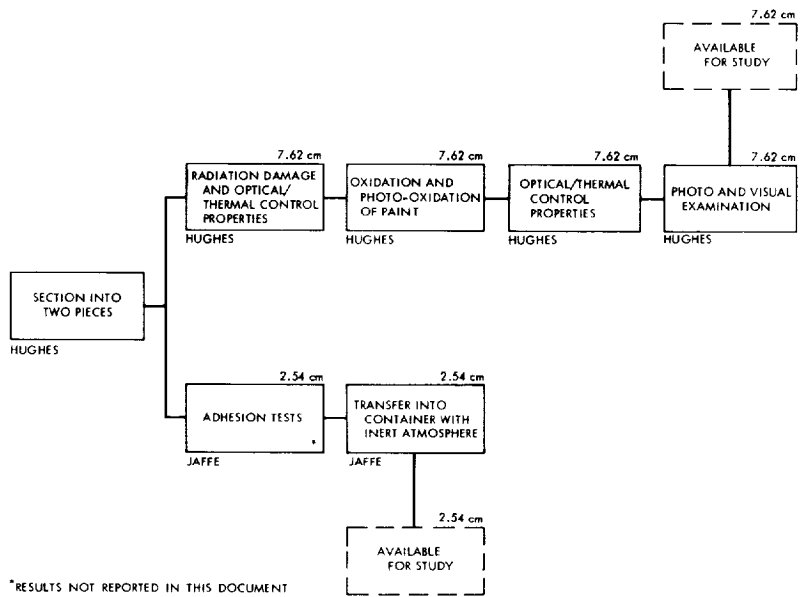 7.62 cm
AVAILABLE
FOR STUDY
7.62 cm
7.62 cm
7.62 cm
7.62 cm
RADIATION DAMAGE
AND OPTICAL/
THERMAL CONTROL
PROPERTIES
HUGHES
OXIDATION AND
PHOTO-OXIDATION
OF PAINT
HUGHES
OPTICAL/THERMAL
CONTROL
PROPERTIES
HUGHES
PHOTO AND VISUAL
EXAMINATION
HUGHES
SECTION INTO
TWO PIECES
HUGHES
2.54 cm
ADHESION TESTS
*
JAFFE
2.54 cm
TRANSFER INTO
CONTAINER WITH
INERT ATMOSPHERE
JAFFE
2.54 cm
AVAILABLE
FOR STUDY
*RESULTS NOT REPORTED IN THIS DOCUMENT